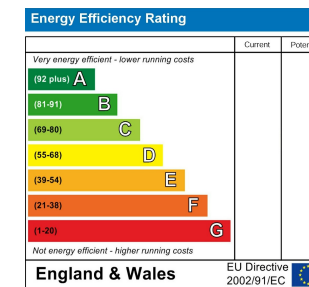 Energy Efficiency Rating
Current Poten
Very energy efficient - lower running costs
(92 plus) A
(81-91) B
(69-80) C
(55-68) D
(39-54) E
(21-38) F
(1-20) G
Not energy efficient - higher running costs
England & Wales
EU Directive
2002/91/EC